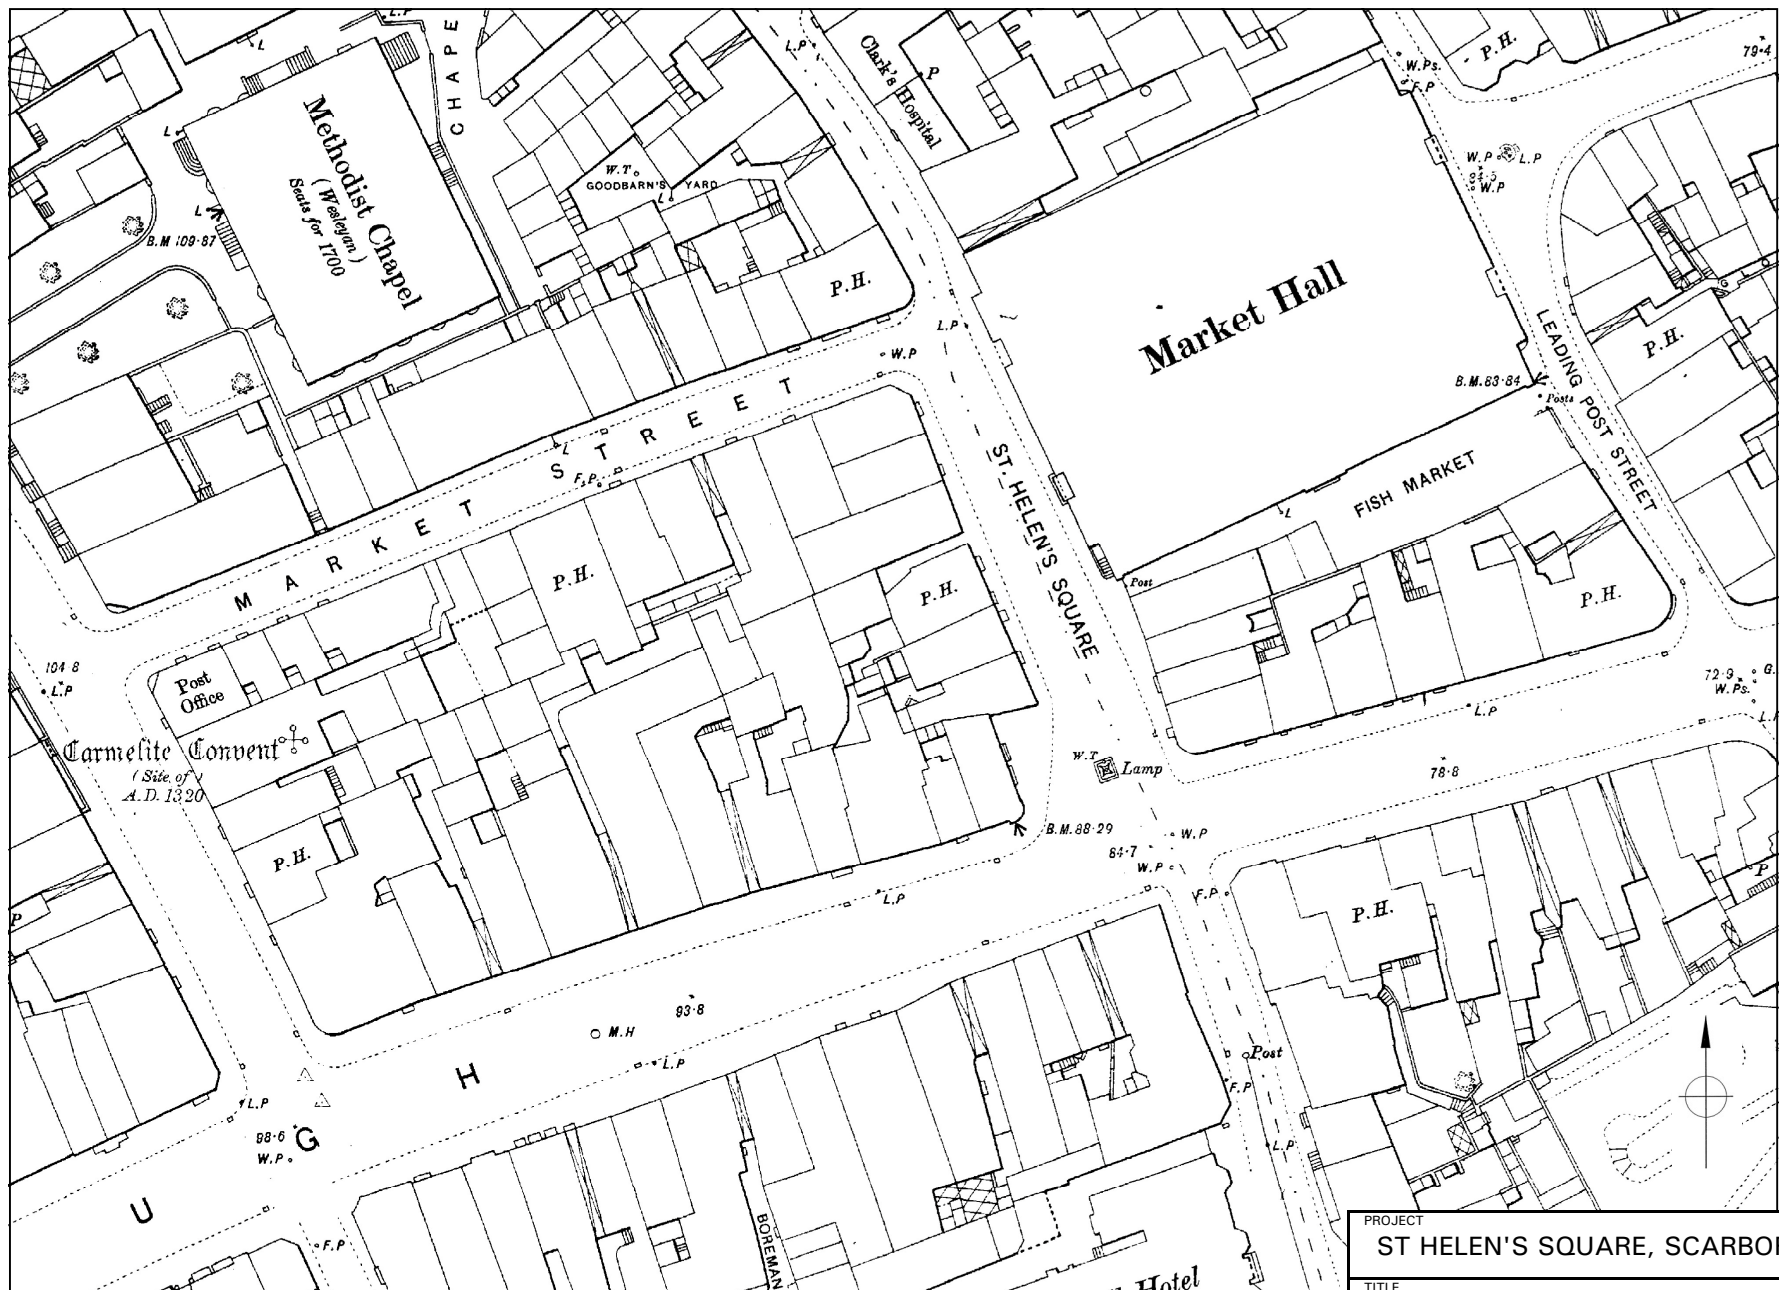 L.P
CHAPE
L
L.P
Clark's Hospital
P
W.Ps.
F.P
P.H.
79·4
Methodist Chapel
(Wesleyan)
Seats for 1700
L
L
B.M 109·87
W.T
GOODBARN'S YARD
L
P.H.
W.P
L.P
84·5
W.P
Market Hall
L.P
W.P
LEADING POST STREET
G
P.H.
B.M.83·84
Posts
MARKET STREET
L
F.P.
ST. HELEN'S SQUARE
FISH MARKET
L
P.H.
P.H.
Post
P.H.
104·8
L.P
Post
Office
72·9
W.Ps.
G.
L.P
Carmelite Convent
(Site of)
A.D. 1320
W.T
Lamp
78·8
P.H.
B.M.88·29
84·7
W.P
W.P
L.P
F.P
P.H.
P
P
93·8
M.H
L.P
Post
F.P
H
L.P
98·6
W.P
G
L.P
U
F.P
BOREMAN
Hotel
PROJECT
ST HELEN'S SQUARE, SCARBO
TITLE